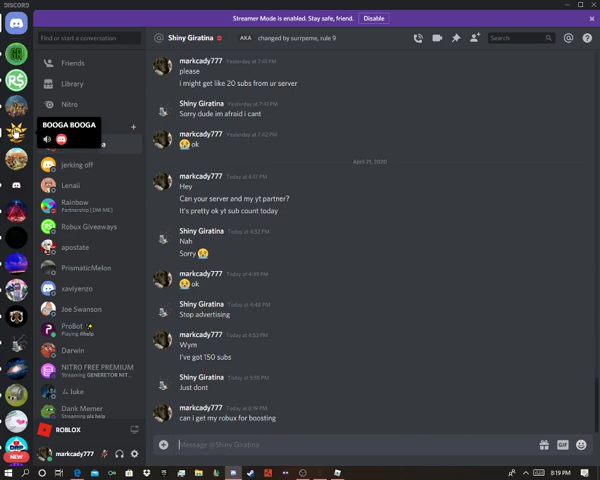 DISCORD
Streamer Mode is enabled. Stay safe, friend.
Disable
Find or start a conversation
Shiny Giratina
AKA
changed by surrpeme, rule 9
Search
Friends
Library
Nitro
BOOGA BOOGA
jerking off
Lenaii
Rainbow
Partnership [DM-ME]
Robux Giveaways
apostate
PrismaticMelon
xaviyenzo
Joe Swanson
ProBot ✨
Playing #help
Darwin
NITRO FREE PREMIUM
Streaming GENERETOR NIT...
luke
Dank Memer
Streaming pls help
NEW
ROBLOX
markcady777
markcady777 Yesterday at 7:41 PM
please
i might get like 20 subs from ur server
Shiny Giratina Yesterday at 7:41 PM
Sorry dude im afraid i cant
markcady777 Yesterday at 7:42 PM
😭 ok
April 21, 2020
markcady777 Today at 4:17 PM
Hey
Can your server and my yt partner?
It's pretty ok yt sub count today
Shiny Giratina Today at 4:32 PM
Nah
Sorry 😭
markcady777 Today at 4:39 PM
😭 ok
Shiny Giratina Today at 4:48 PM
Stop advertising
markcady777 Today at 4:53 PM
Wym
I've got 150 subs
Shiny Giratina Today at 5:55 PM
Just dont
markcady777 Today at 8:19 PM
can i get my robux for boosting
Message @Shiny Giratina
GIF
8:19 PM